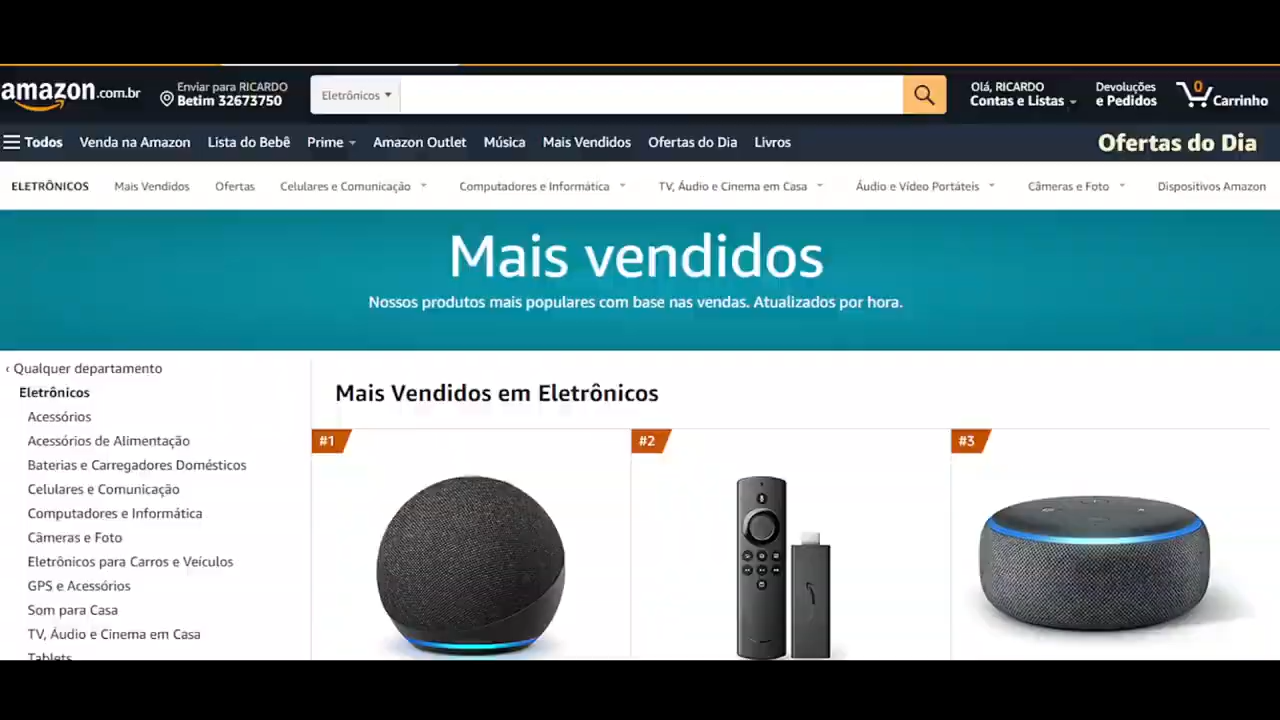 amazon.com.br
Enviar para RICARDO
Betim 32673750
Eletrônicos
Olá, RICARDO
Contas e Listas
Devoluções
e Pedidos
0
Carrinho
Todos
Venda na Amazon
Lista do Bebê
Prime
Amazon Outlet
Música
Mais Vendidos
Ofertas do Dia
Livros
Ofertas do Dia
ELETRÔNICOS
Mais Vendidos
Ofertas
Celulares e Comunicação
Computadores e Informática
TV, Áudio e Cinema em Casa
Áudio e Vídeo Portáteis
Câmeras e Foto
Dispositivos Amazon
Mais vendidos
Nossos produtos mais populares com base nas vendas. Atualizados por hora.
‹ Qualquer departamento
Eletrônicos
Acessórios
Acessórios de Alimentação
Baterias e Carregadores Domésticos
Celulares e Comunicação
Computadores e Informática
Câmeras e Foto
Eletrônicos para Carros e Veículos
GPS e Acessórios
Som para Casa
TV, Áudio e Cinema em Casa
Tablets
Mais Vendidos em Eletrônicos
#1
#2
#3